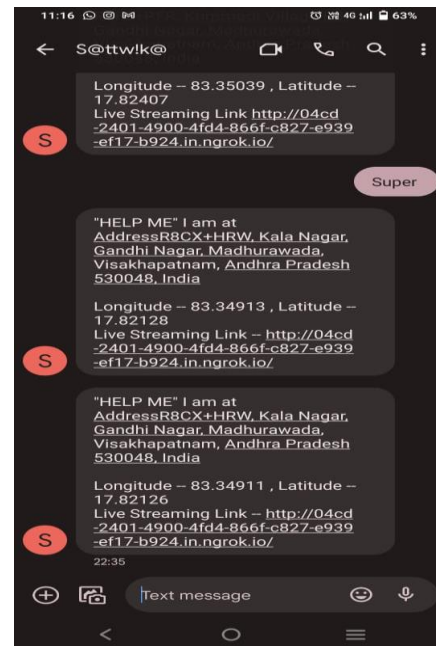 11:16 4G 63%
S@ttw!k@
Longitude -- 83.35039 , Latitude --
17.82407
Live Streaming Link http://04cd
-2401-4900-4fd4-866f-c827-e939
-ef17-b924.in.ngrok.io/
S
Super
"HELP ME" I am at
AddressR8CX+HRW, Kala Nagar,
Gandhi Nagar, Madhurawada,
Visakhapatnam, Andhra Pradesh
530048, India
Longitude -- 83.34913 , Latitude --
17.82128
Live Streaming Link -- http://04cd
-2401-4900-4fd4-866f-c827-e939
-ef17-b924.in.ngrok.io/
S
"HELP ME" I am at
AddressR8CX+HRW, Kala Nagar,
Gandhi Nagar, Madhurawada,
Visakhapatnam, Andhra Pradesh
530048, India
Longitude -- 83.34911 , Latitude --
17.82126
Live Streaming Link -- http://04cd
-2401-4900-4fd4-866f-c827-e939
-ef17-b924.in.ngrok.io/
S
22:35
Text message